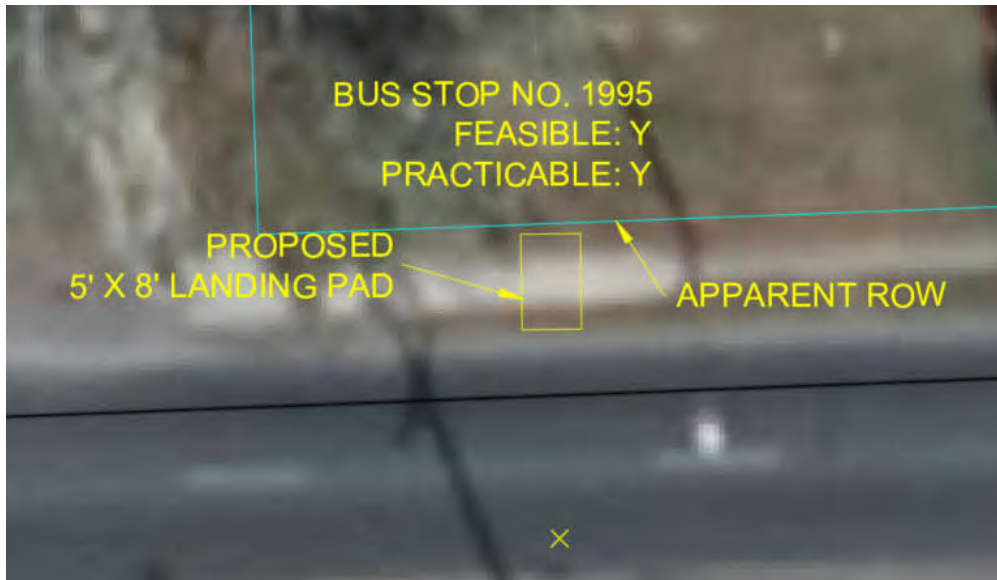 BUS STOP NO. 1995
FEASIBLE: Y
PRACTICABLE: Y
PROPOSED
5' X 8' LANDING PAD
APPARENT ROW